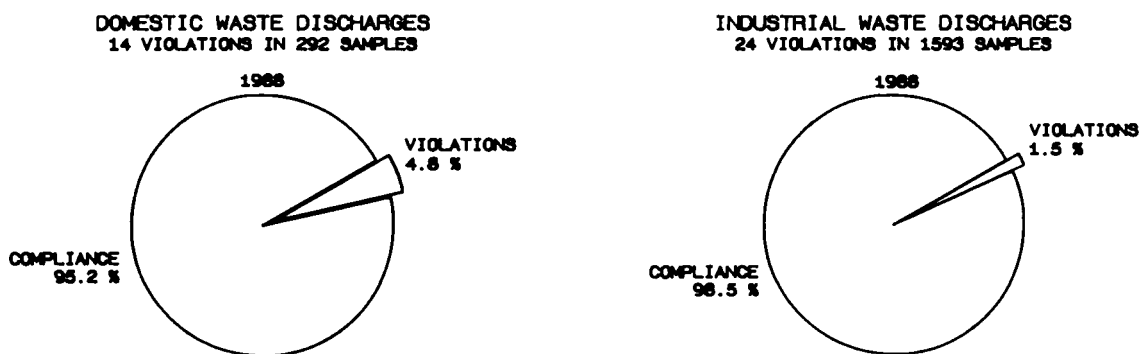 DOMESTIC WASTE DISCHARGES
14 VIOLATIONS IN 292 SAMPLES
1988
VIOLATIONS
4.8 %
COMPLIANCE
95.2 %
INDUSTRIAL WASTE DISCHARGES
24 VIOLATIONS IN 1593 SAMPLES
1988
VIOLATIONS
1.5 %
COMPLIANCE
98.5 %